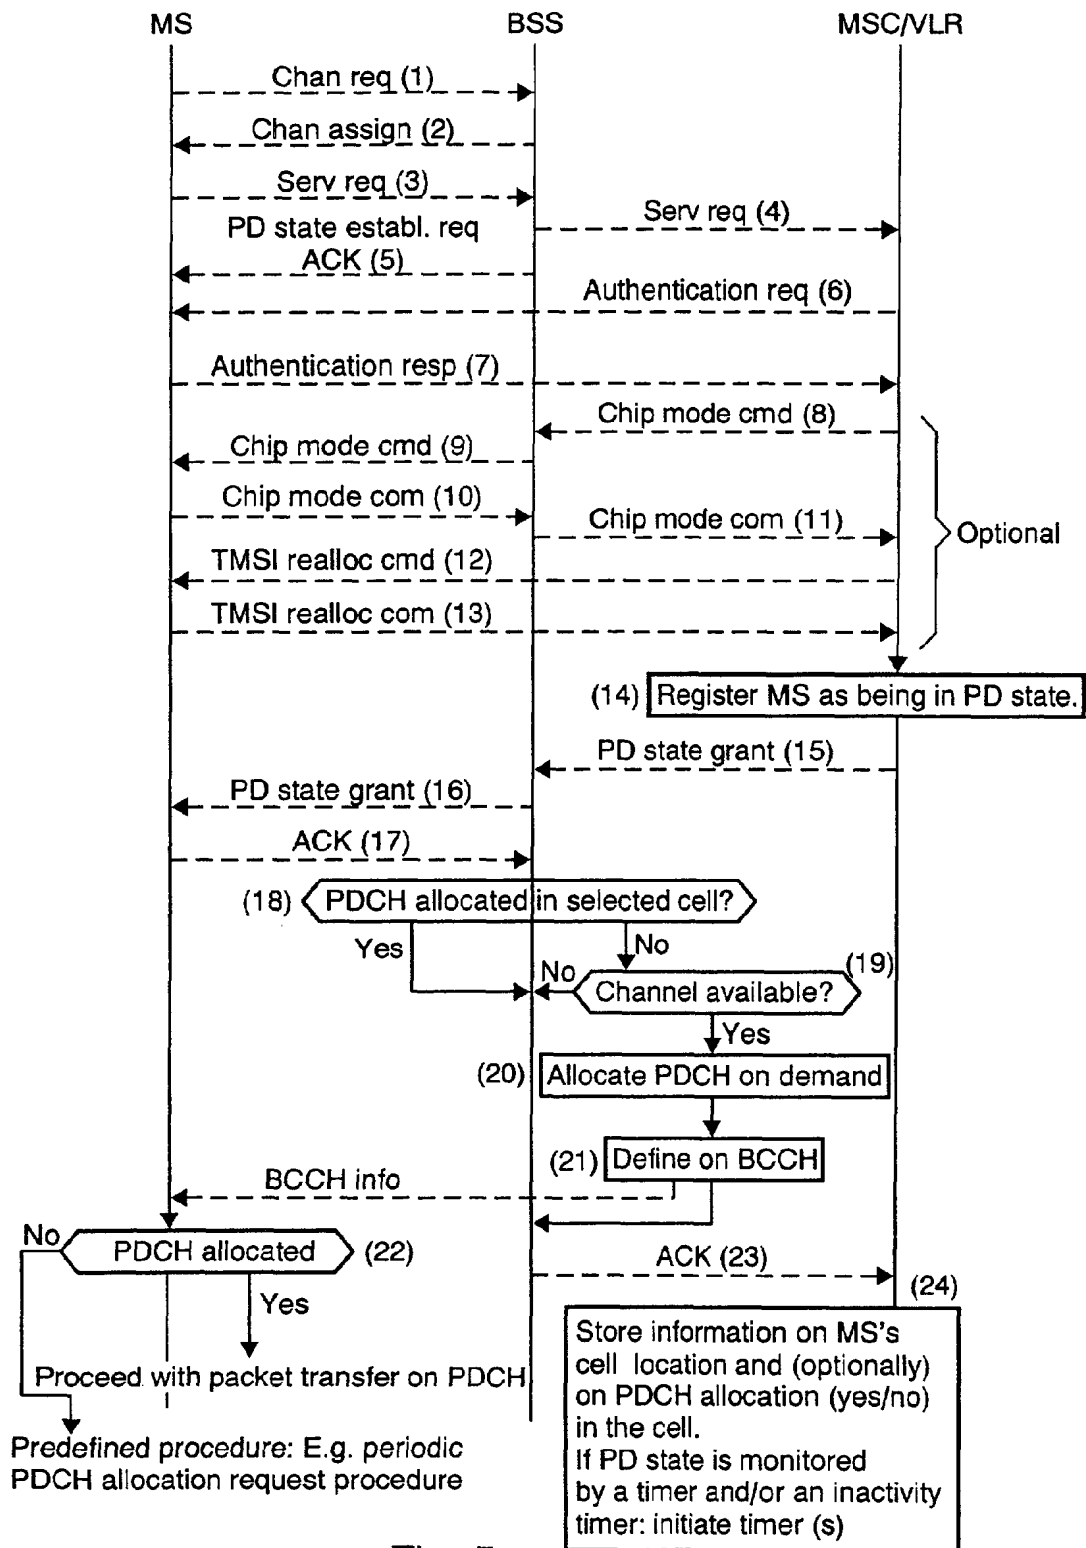 MS BSS MSC/VLR
Chan req (1)
Chan assign (2)
Serv req (3)
Serv req (4)
PD state establ. req
ACK (5)
Authentication req (6)
Authentication resp (7)
Chip mode cmd (8)
Chip mode cmd (9)
Chip mode com (10)
Chip mode com (11)
Optional
TMSI realloc cmd (12)
TMSI realloc com (13)
(14) Register MS as being in PD state.
PD state grant (15)
PD state grant (16)
ACK (17)
(18) PDCH allocated in selected cell?
Yes No
(19)
No Channel available?
Yes
(20) Allocate PDCH on demand
(21) Define on BCCH
BCCH info
No PDCH allocated (22)
ACK (23)
(24)
Yes
Store information on MS's
cell location and (optionally)
on PDCH allocation (yes/no)
in the cell.
If PD state is monitored
by a timer and/or an inactivity
timer: initiate timer (s)
Proceed with packet transfer on PDCH
Predefined procedure: E.g. periodic
PDCH allocation request procedure